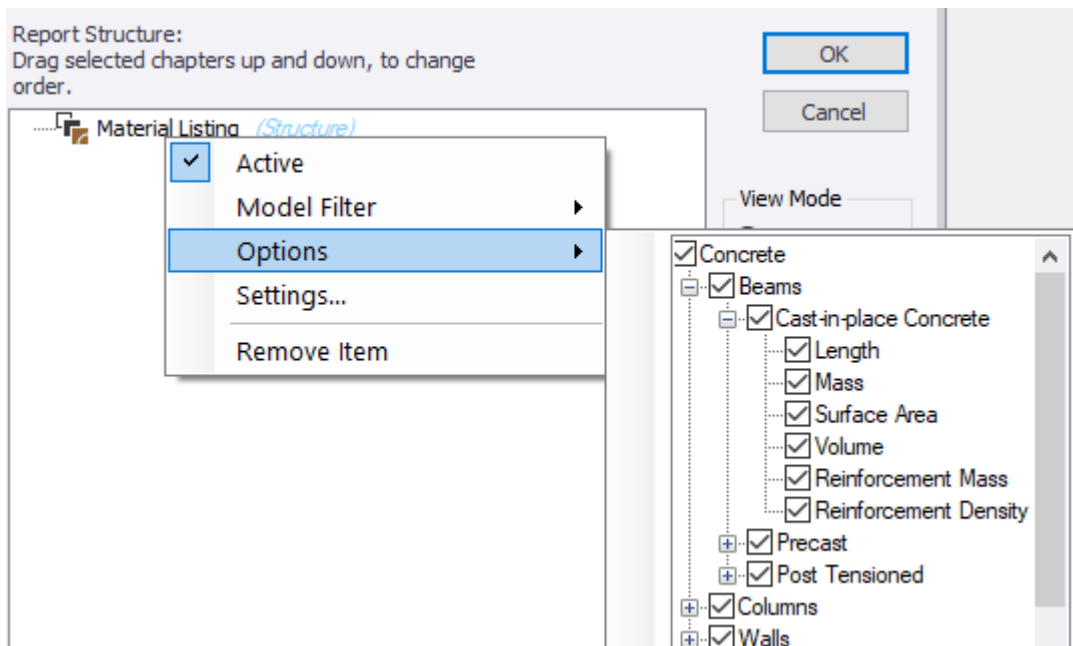 Report Structure:
Drag selected chapters up and down, to change
order.
OK
Cancel
Material Listing (Structure)
Active
Model Filter
Options
Settings...
Remove Item
View Mode
Concrete
Beams
Cast-in-place Concrete
Length
Mass
Surface Area
Volume
Reinforcement Mass
Reinforcement Density
Precast
Post Tensioned
Columns
Walls